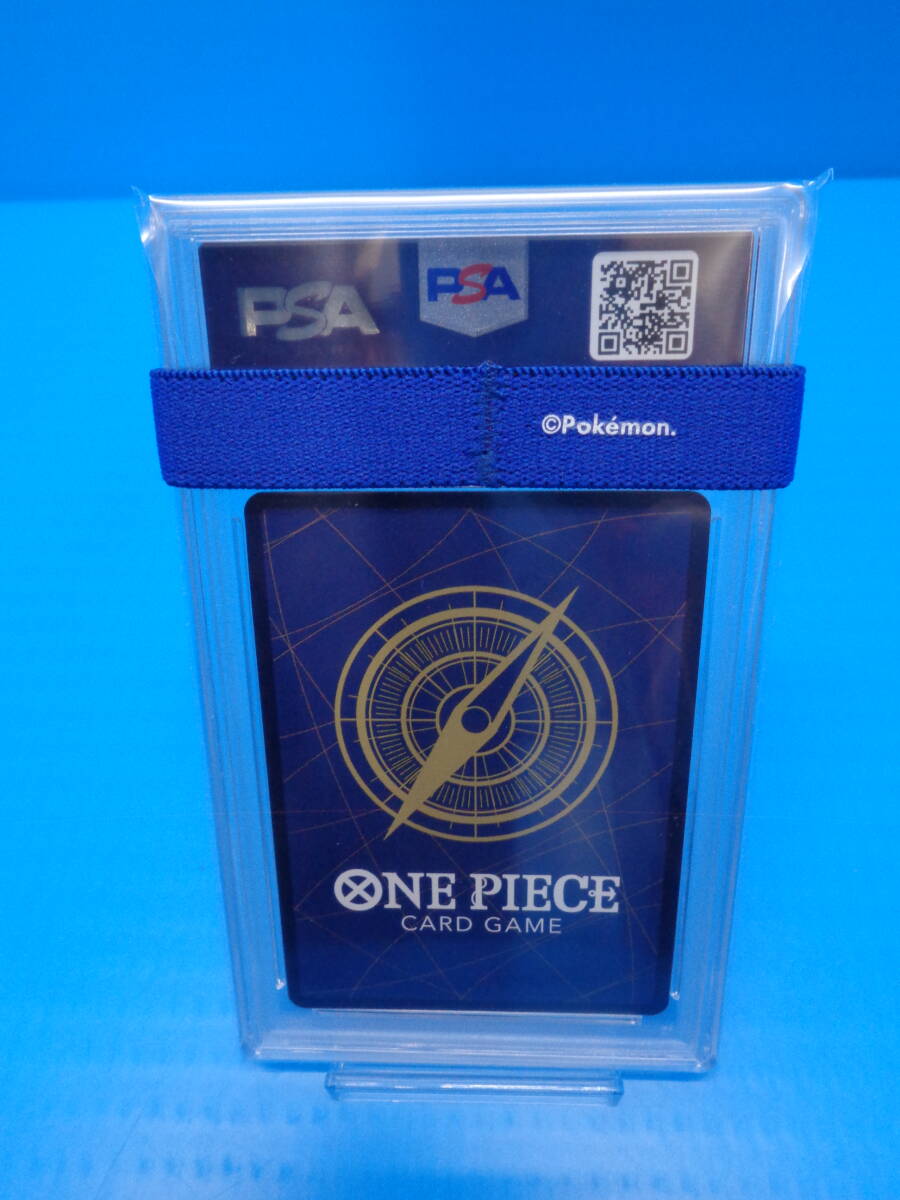 PSA
PSA
©Pokémon.
ONE PIECE
CARD GAME